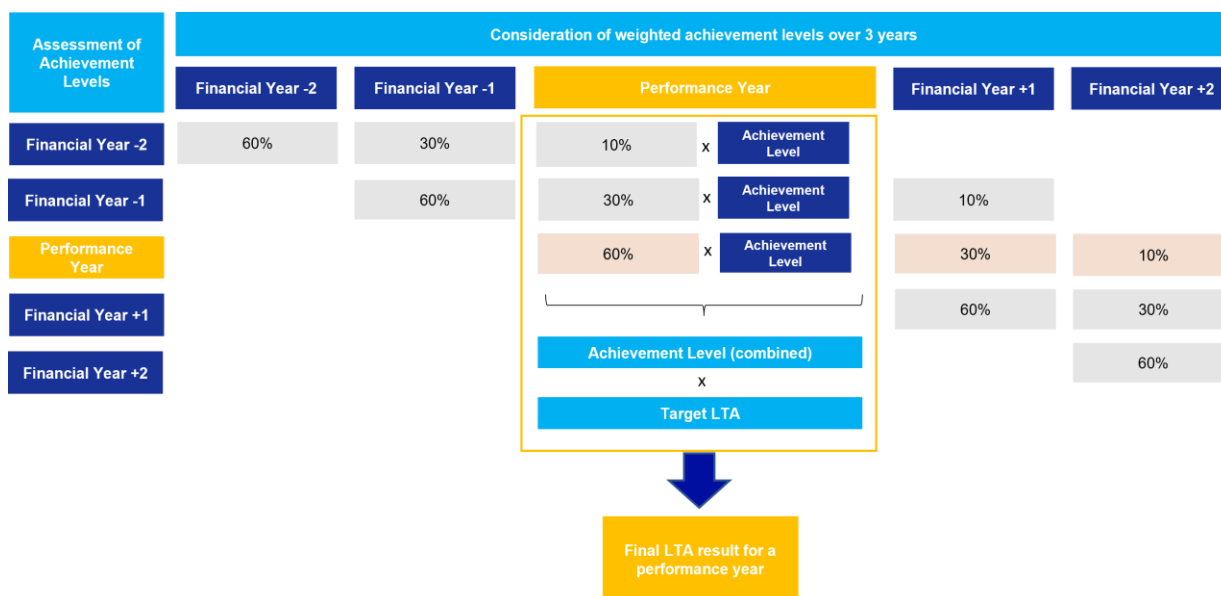 Assessment of
Achievement
Levels
Consideration of weighted achievement levels over 3 years
Financial Year -2
Financial Year -1
Performance Year
Financial Year +1
Financial Year +2
Financial Year -2
60%
30%
10%
x
Achievement
Level
Financial Year -1
60%
30%
x
Achievement
Level
10%
Performance
Year
60%
x
Achievement
Level
30%
10%
Financial Year +1
60%
30%
Financial Year +2
60%
Achievement Level (combined)
x
Target LTA
Final LTA result for a
performance year